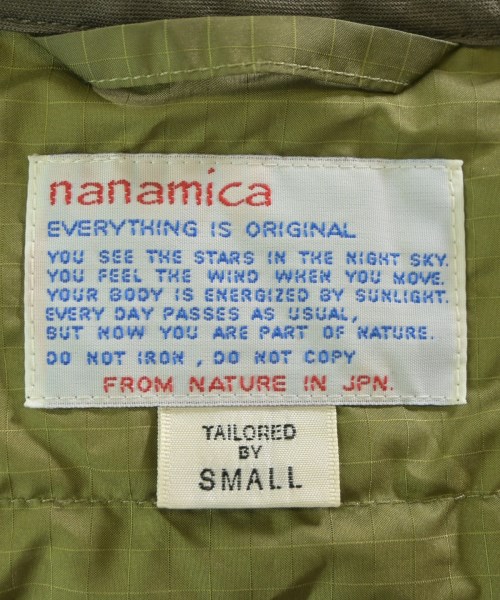 nanamica
EVERYTHING IS ORIGINAL
YOU SEE THE STARS IN THE NIGHT SKY.
YOU FEEL THE WIND WHEN YOU MOVE.
YOUR BODY IS ENERGIZED BY SUNLIGHT.
EVERY DAY PASSES AS USUAL,
BUT NOW YOU ARE PART OF NATURE.
DO NOT IRON , DO NOT COPY
FROM NATURE IN JPN.
TAILORED
BY
SMALL